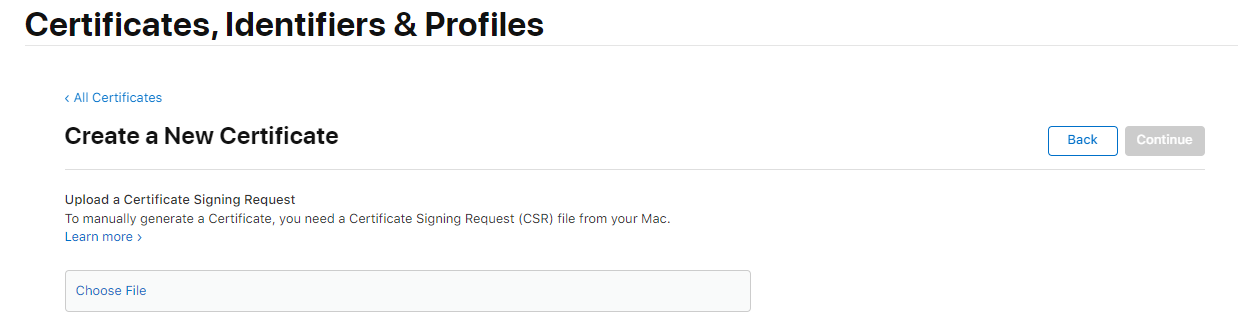 Certificates, Identifiers & Profiles
‹ All Certificates
Create a New Certificate
Back
Continue
Upload a Certificate Signing Request
To manually generate a Certificate, you need a Certificate Signing Request (CSR) file from your Mac.
Learn more ›
Choose File